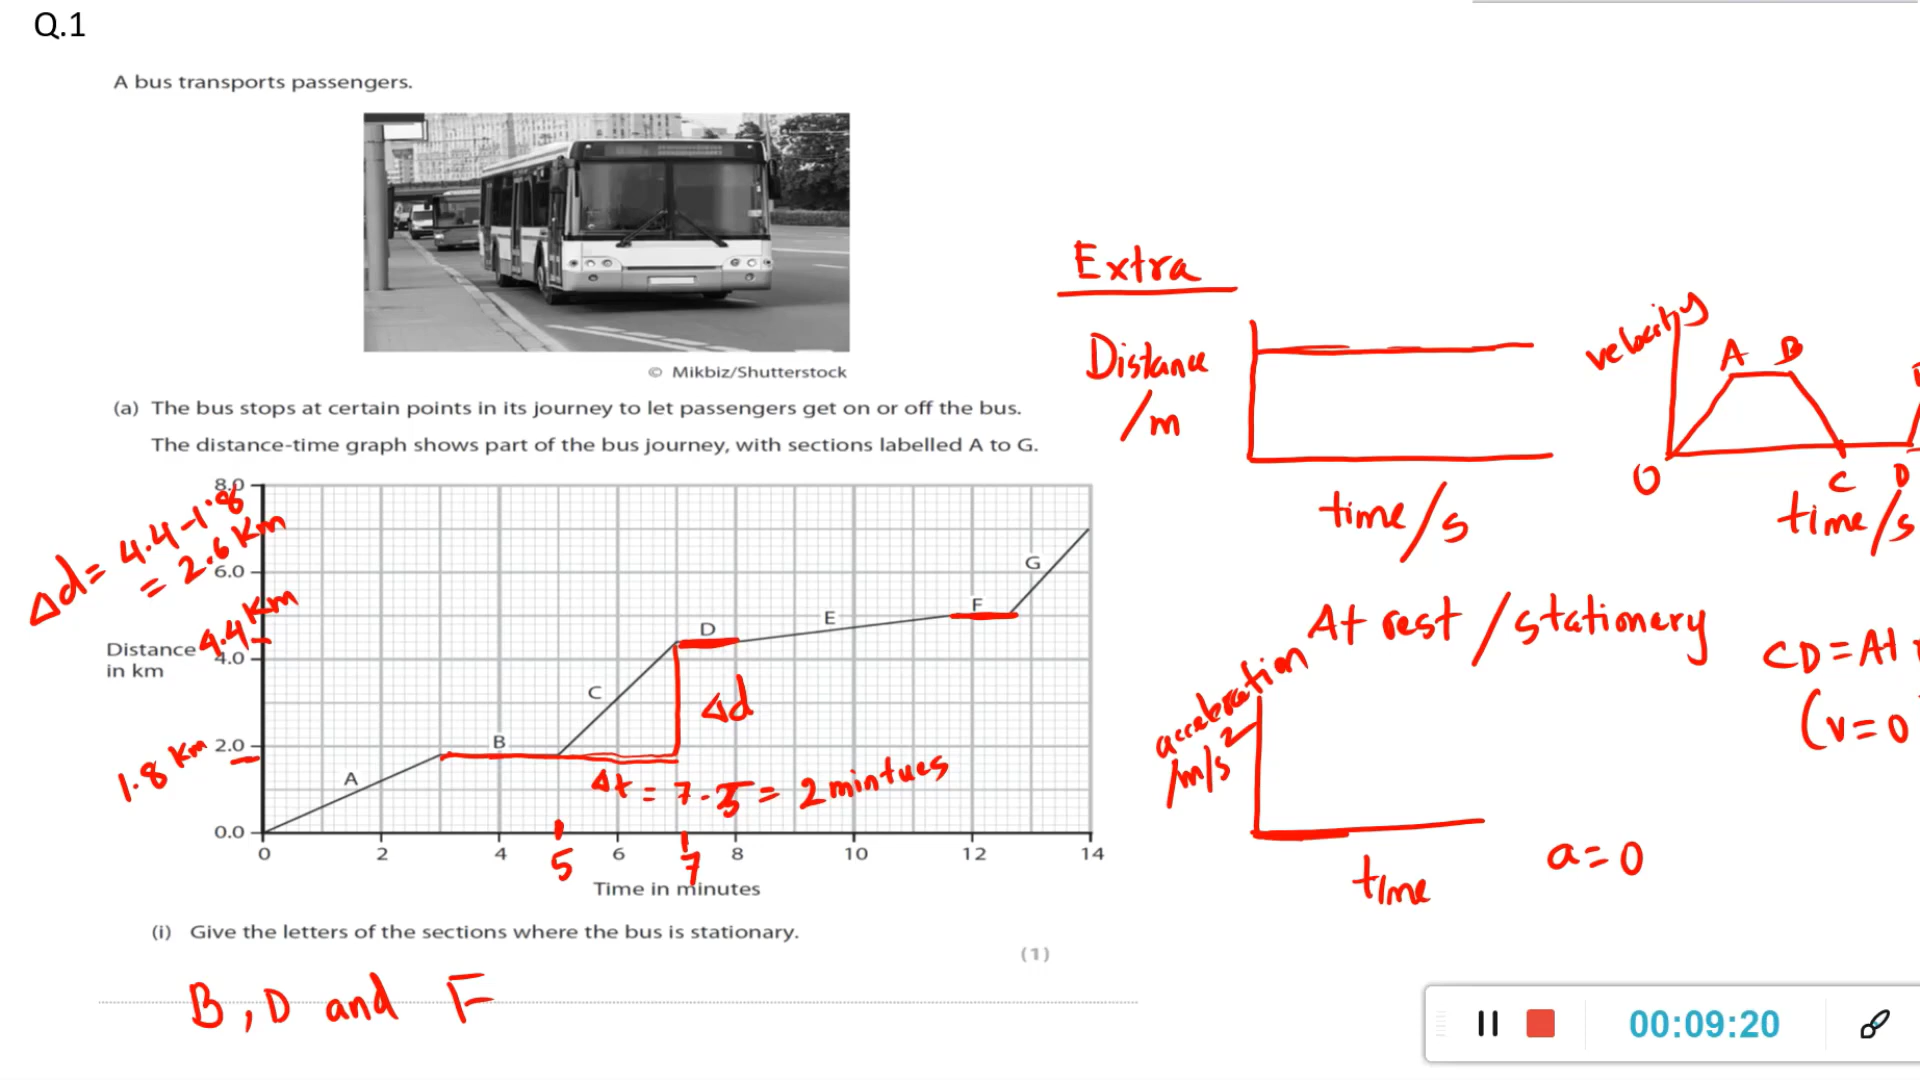 Q.1
A bus transports passengers.
© Mikbiz/Shutterstock
(a) The bus stops at certain points in its journey to let passengers get on or off the bus.
The distance-time graph shows part of the bus journey, with sections labelled A to G.
Δd = 4.4-1.8
= 2.6 Km
4.4 Km
1.8 Km
8.0
6.0
4.0
2.0
0.0
Distance
in km
A
B
C
D
E
F
G
Δd
Δt = 7-5 = 2 mintues
0
2
4
6
8
10
12
14
5
7
Time in minutes
(i) Give the letters of the sections where the bus is stationary.
(1)
B, D and F
Extra
Distance
/m
time/s
velocity
A B
O
C D
time/s
At rest / stationery
CD = At
(v = 0
acceleration
/m/s²
time
a = 0
00:09:20